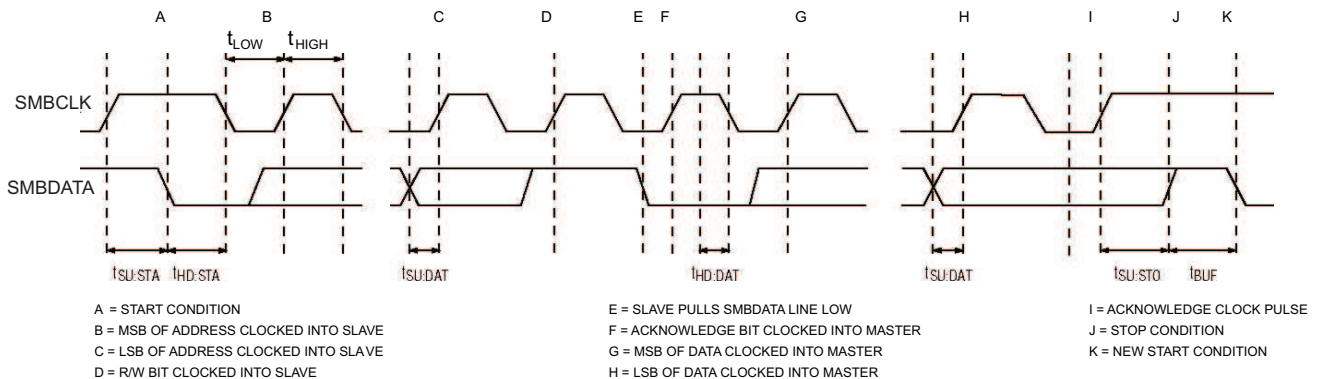 A B C D E F G H I J K
tLOW tHIGH
SMBCLK
SMBDATA
tSU:STA tHD:STA tSU:DAT tHD:DAT tSU:DAT tSU:STO tBUF
A = START CONDITION
B = MSB OF ADDRESS CLOCKED INTO SLAVE
C = LSB OF ADDRESS CLOCKED INTO SLAVE
D = R/W BIT CLOCKED INTO SLAVE
E = SLAVE PULLS SMBDATA LINE LOW
F = ACKNOWLEDGE BIT CLOCKED INTO MASTER
G = MSB OF DATA CLOCKED INTO MASTER
H = LSB OF DATA CLOCKED INTO MASTER
I = ACKNOWLEDGE CLOCK PULSE
J = STOP CONDITION
K = NEW START CONDITION